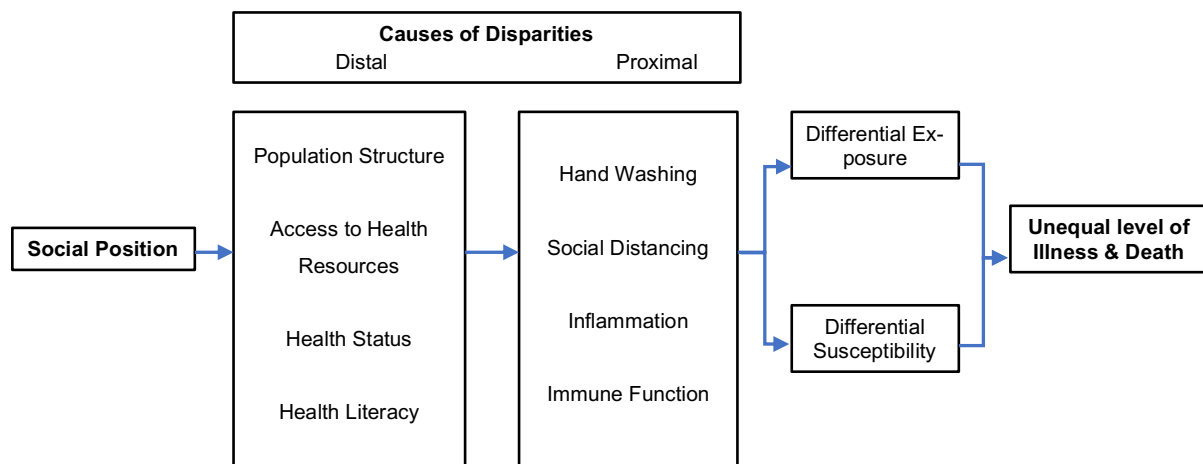 Causes of Disparities
Distal Proximal
Social Position
Population Structure
Access to Health
Resources
Health Status
Health Literacy
Hand Washing
Social Distancing
Inflammation
Immune Function
Differential Ex-
posure
Differential
Susceptibility
Unequal level of
Illness & Death